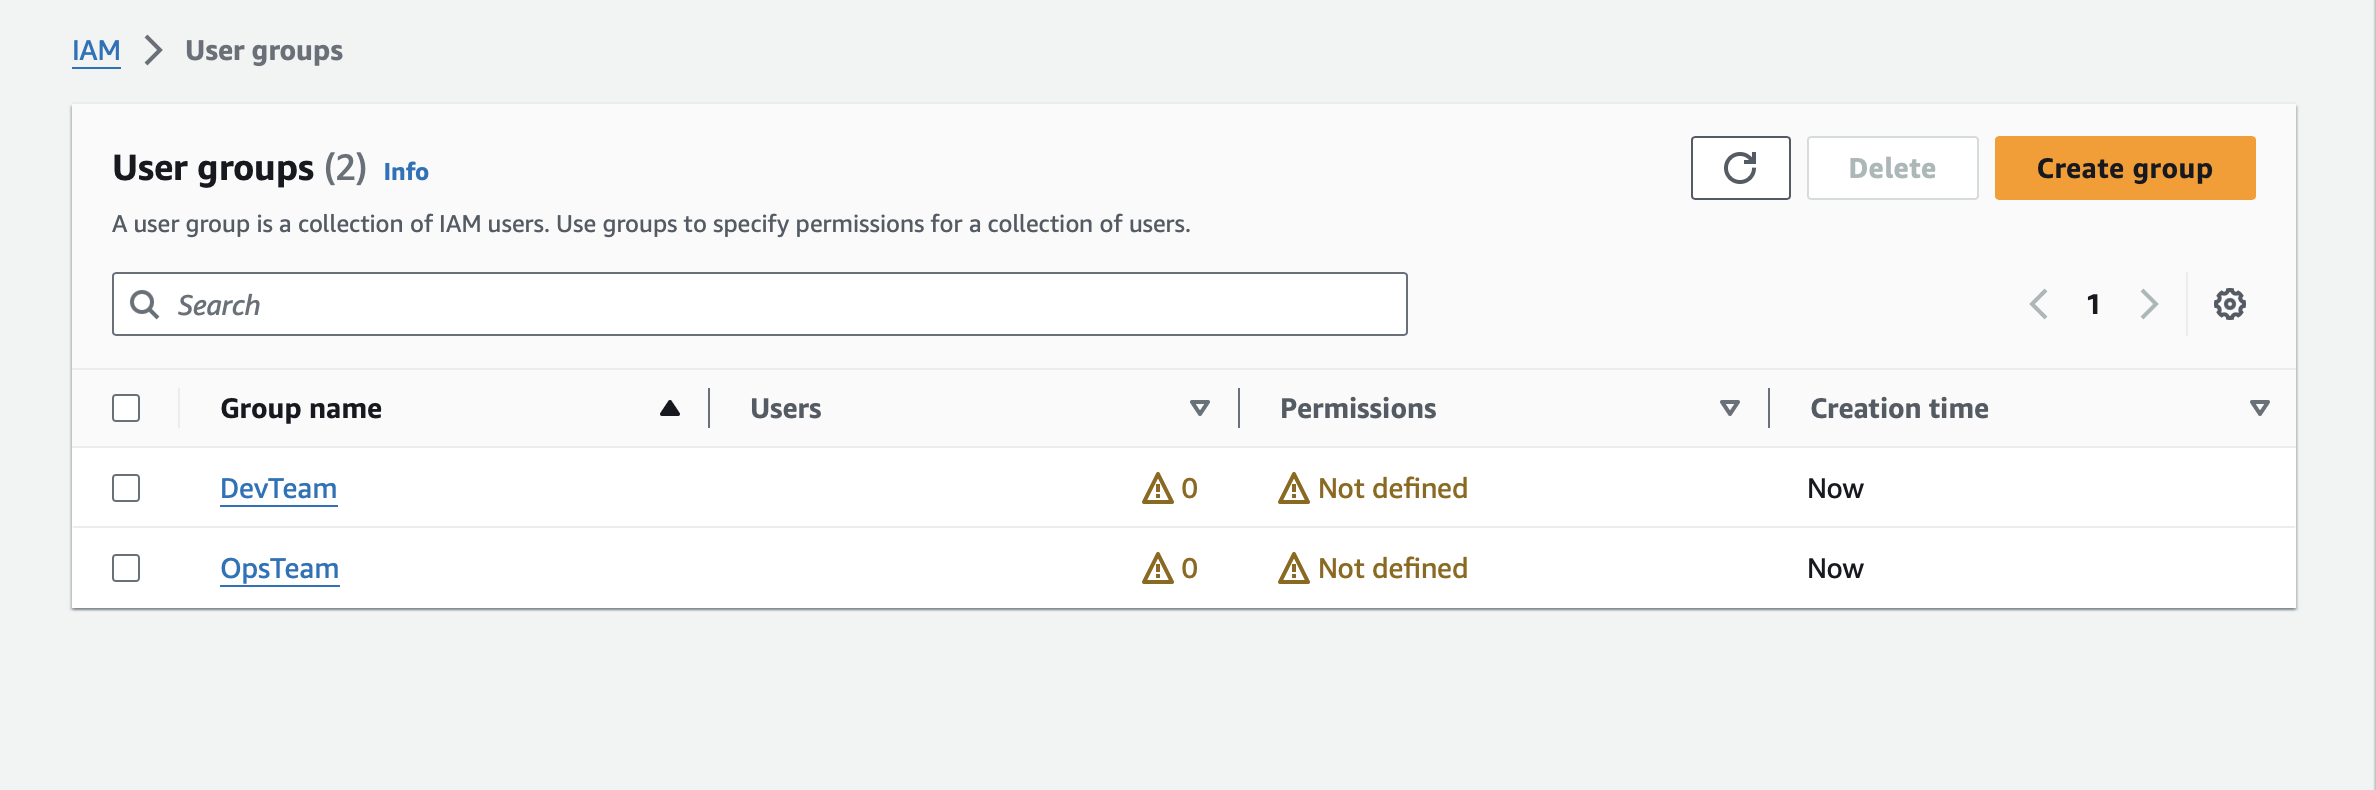 IAM > User groups
User groups (2) Info
Delete
Create group
A user group is a collection of IAM users. Use groups to specify permissions for a collection of users.
Search
1
Group name Users Permissions Creation time
DevTeam 0 Not defined Now
OpsTeam 0 Not defined Now